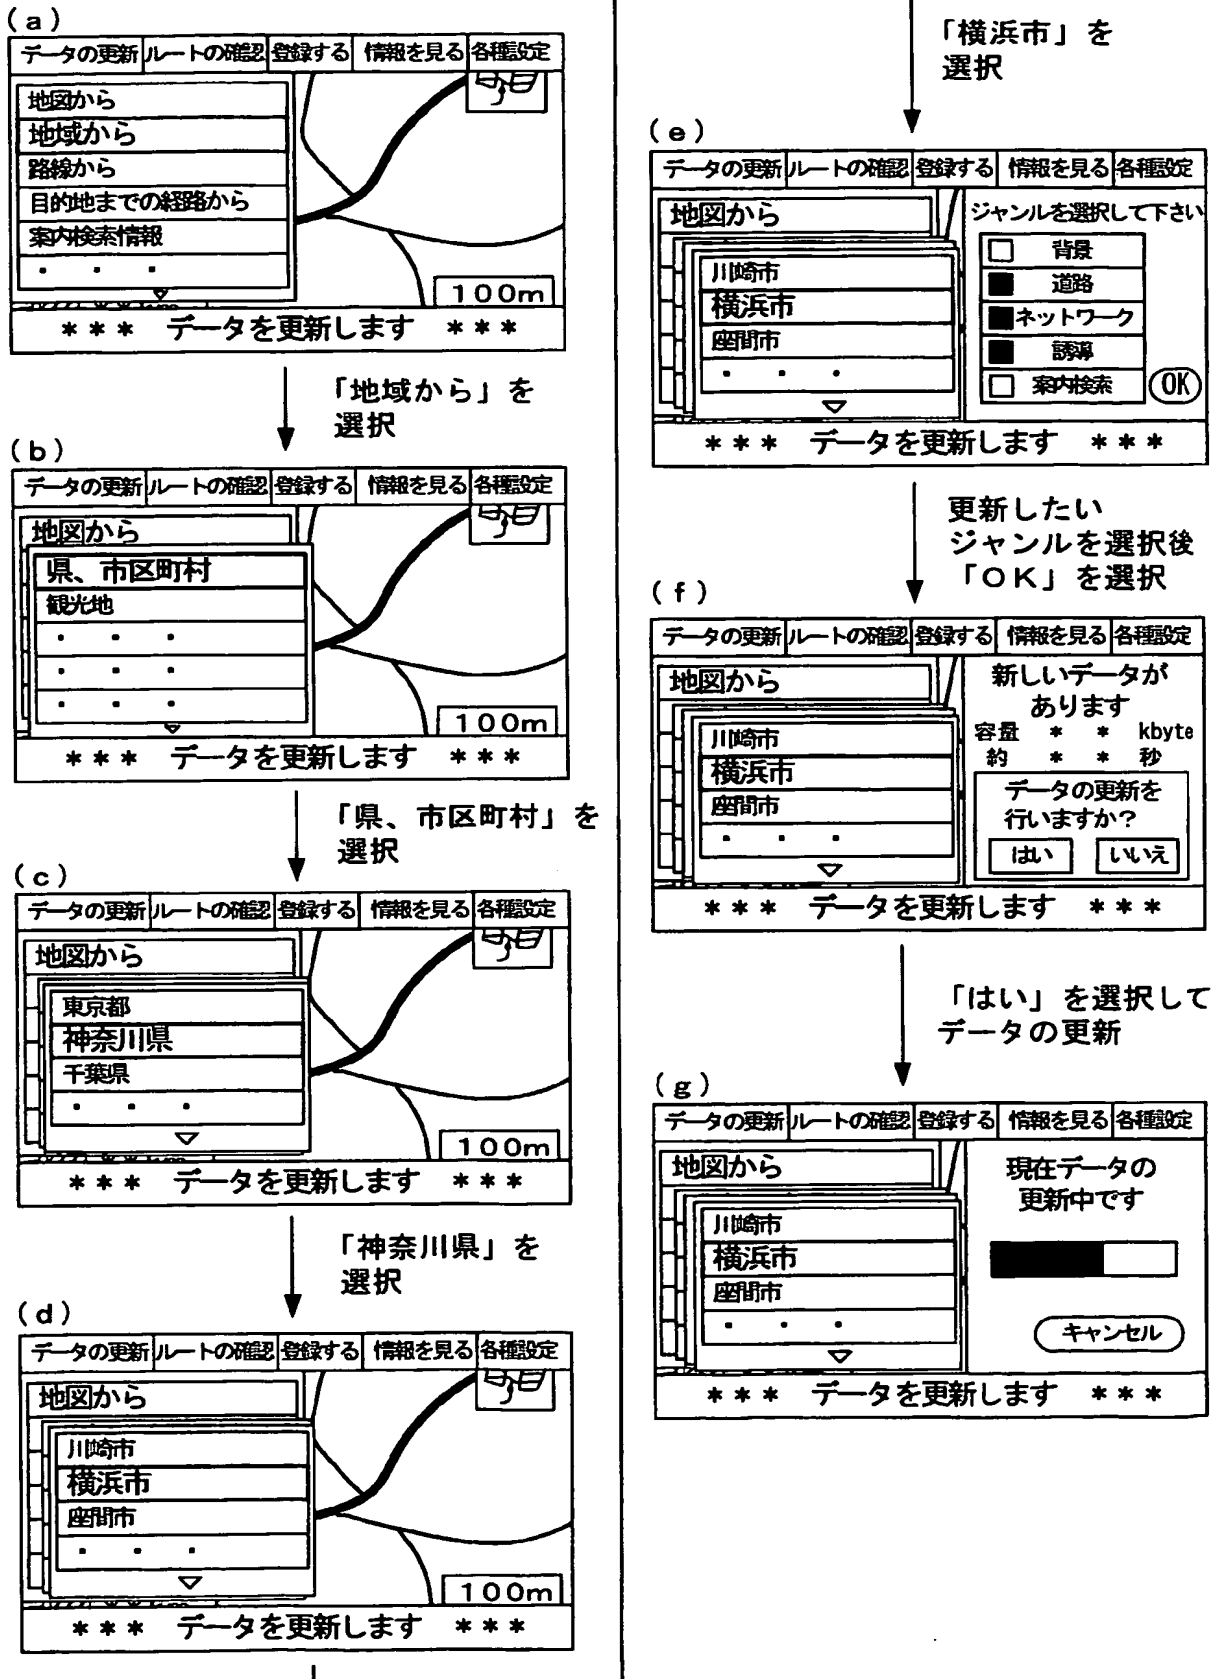 (a)
データの更新 ルートの確認 登録する 情報を見る 各種設定
地図から
地域から
路線から
目的地までの経路から
案内検索情報
・ ・ ・
100m
*** データを更新します ***
「地域から」を
選択
(b)
データの更新 ルートの確認 登録する 情報を見る 各種設定
地図から
県、市区町村
観光地
・ ・ ・
・ ・ ・
・ ・ ・
100m
*** データを更新します ***
「県、市区町村」を
選択
(c)
データの更新 ルートの確認 登録する 情報を見る 各種設定
地図から
東京都
神奈川県
千葉県
・ ・ ・
100m
*** データを更新します ***
「神奈川県」を
選択
(d)
データの更新 ルートの確認 登録する 情報を見る 各種設定
地図から
川崎市
横浜市
座間市
・ ・ ・
100m
*** データを更新します ***
「横浜市」を
選択
(e)
データの更新 ルートの確認 登録する 情報を見る 各種設定
地図から
川崎市
横浜市
座間市
・ ・ ・
ジャンルを選択して下さい
背景
道路
ネットワーク
誘導
案内検索
OK
*** データを更新します ***
更新したい
ジャンルを選択後
「OK」を選択
(f)
データの更新 ルートの確認 登録する 情報を見る 各種設定
地図から
川崎市
横浜市
座間市
・ ・ ・
新しいデータが
あります
容量 * * kbyte
約 * * 秒
データの更新を
行いますか?
はい いいえ
*** データを更新します ***
「はい」を選択して
データの更新
(g)
データの更新 ルートの確認 登録する 情報を見る 各種設定
地図から
川崎市
横浜市
座間市
・ ・ ・
現在データの
更新中です
キャンセル
*** データを更新します ***